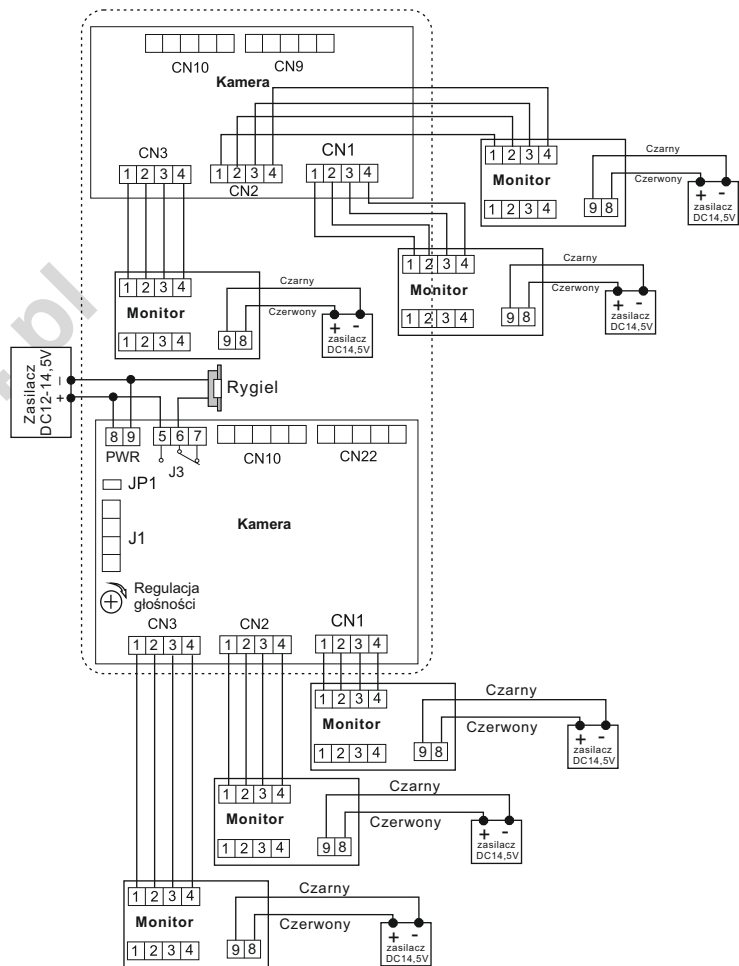 CN10
CN9
Kamera
CN3
1 2 3 4
1 2 3 4
CN2
CN1
1 2 3 4
1 2 3 4
Monitor
1 2 3 4
9 8
Czarny
Czerwony
+ -
zasilacz
DC14,5V
1 2 3 4
Monitor
1 2 3 4
9 8
Czarny
Czerwony
+ -
zasilacz
DC14,5V
1 2 3 4
Monitor
1 2 3 4
9 8
Czarny
Czerwony
+ -
zasilacz
DC14,5V
Zasilacz
DC12-14,5V
+ -
Rygiel
8 9
PWR
5 6 7
J3
CN10
CN22
JP1
J1
Kamera
Regulacja
głośności
CN3
1 2 3 4
CN2
1 2 3 4
CN1
1 2 3 4
1 2 3 4
Monitor
1 2 3 4
9 8
Czarny
Czerwony
+ -
zasilacz
DC14,5V
1 2 3 4
Monitor
1 2 3 4
9 8
Czarny
Czerwony
+ -
zasilacz
DC14,5V
1 2 3 4
Monitor
1 2 3 4
9 8
Czarny
Czerwony
+ -
zasilacz
DC14,5V
.pl